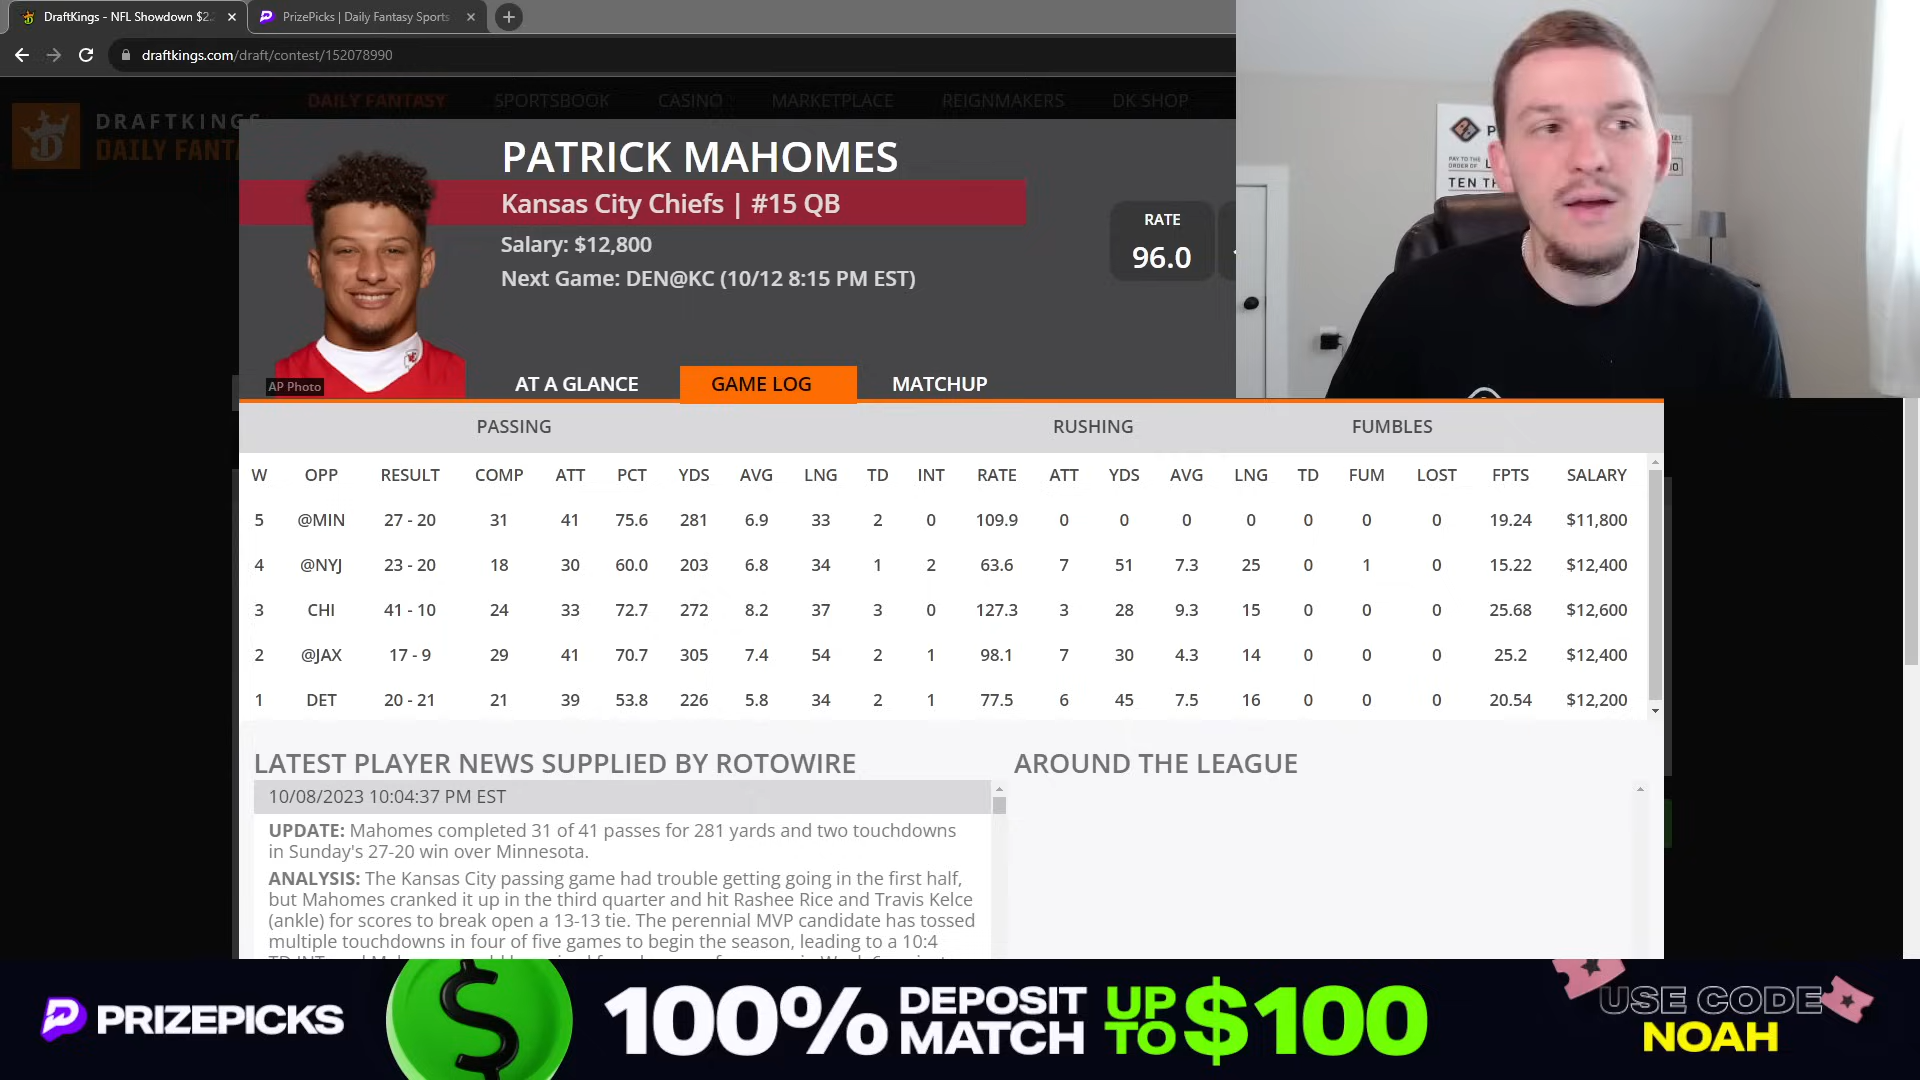 DraftKings - NFL Showdown $2.
PrizePicks | Daily Fantasy Sports
draftkings.com/draft/contest/152078990
DAILY FANTASY SPORTSBOOK CASINO MARKETPLACE REIGNMAKERS DK SHOP
DRAFTKINGS
DAILY FANTA
PATRICK MAHOMES
Kansas City Chiefs | #15 QB
Salary: $12,800
Next Game: DEN@KC (10/12 8:15 PM EST)
RATE
96.0
PAY TO THE
ORDER OF
TEN TH
AP Photo
AT A GLANCE GAME LOG MATCHUP
PASSING RUSHING FUMBLES
W OPP RESULT COMP ATT PCT YDS AVG LNG TD INT RATE ATT YDS AVG LNG TD FUM LOST FPTS SALARY
5 @MIN 27 - 20 31 41 75.6 281 6.9 33 2 0 109.9 0 0 0 0 0 0 0 19.24 $11,800
4 @NYJ 23 - 20 18 30 60.0 203 6.8 34 1 2 63.6 7 51 7.3 25 0 1 0 15.22 $12,400
3 CHI 41 - 10 24 33 72.7 272 8.2 37 3 0 127.3 3 28 9.3 15 0 0 0 25.68 $12,600
2 @JAX 17 - 9 29 41 70.7 305 7.4 54 2 1 98.1 7 30 4.3 14 0 0 0 25.2 $12,400
1 DET 20 - 21 21 39 53.8 226 5.8 34 2 1 77.5 6 45 7.5 16 0 0 0 20.54 $12,200
LATEST PLAYER NEWS SUPPLIED BY ROTOWIRE
AROUND THE LEAGUE
10/08/2023 10:04:37 PM EST
UPDATE: Mahomes completed 31 of 41 passes for 281 yards and two touchdowns
in Sunday's 27-20 win over Minnesota.
ANALYSIS: The Kansas City passing game had trouble getting going in the first half,
but Mahomes cranked it up in the third quarter and hit Rashee Rice and Travis Kelce
(ankle) for scores to break open a 13-13 tie. The perennial MVP candidate has tossed
multiple touchdowns in four of five games to begin the season, leading to a 10:4
PRIZEPICKS
100% DEPOSIT MATCH UP TO $100
USE CODE
NOAH